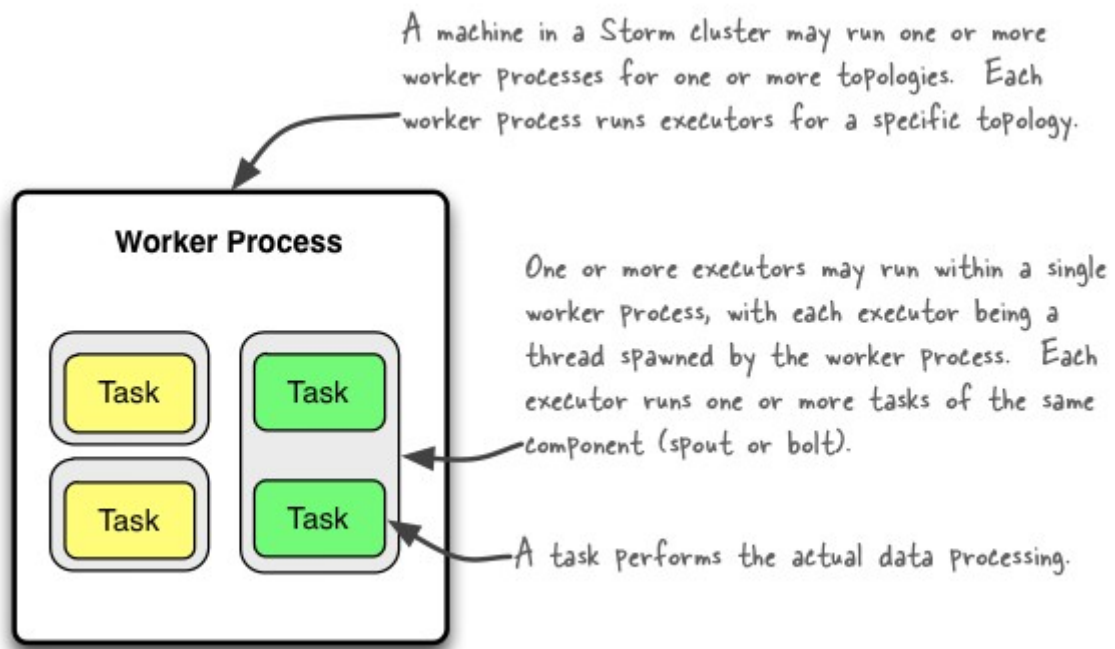 A machine in a Storm cluster may run one or more
worker processes for one or more topologies. Each
worker process runs executors for a specific topology.
Worker Process
One or more executors may run within a single
worker process, with each executor being a
thread spawned by the worker process. Each
executor runs one or more tasks of the same
component (spout or bolt).
Task
Task
Task
Task
A task performs the actual data processing.